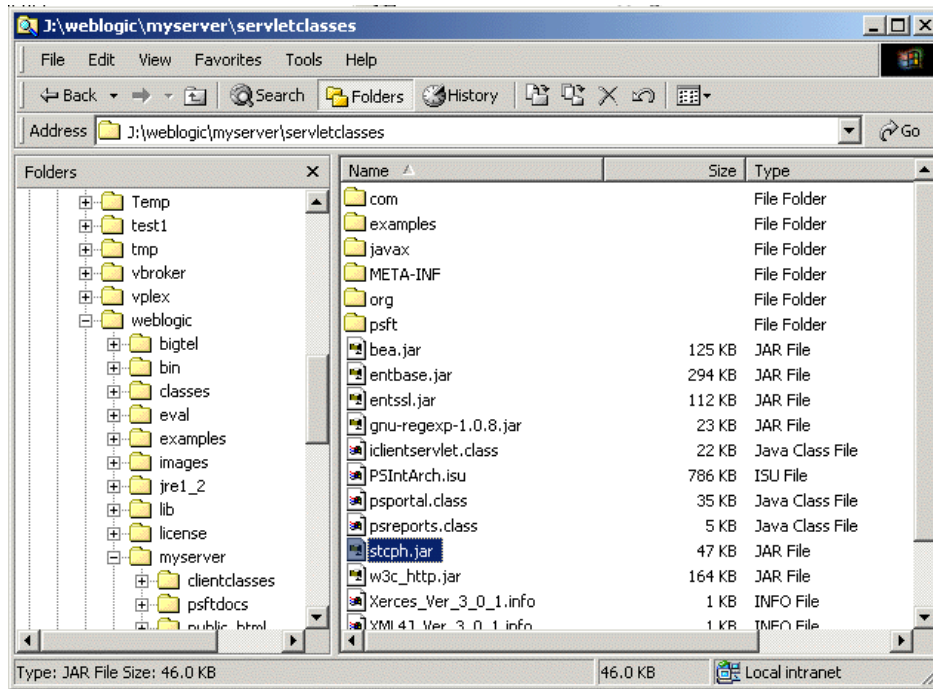 J:\weblogic\myserver\servletclasses
File Edit View Favorites Tools Help
Back Search Folders History
Address J:\weblogic\myserver\servletclasses Go
Folders
Temp
test1
tmp
vbroker
vplex
weblogic
bigtel
bin
classes
eval
examples
images
jre1_2
lib
license
myserver
clientclasses
psftdocs
public_html
Name Size Type
com File Folder
examples File Folder
javax File Folder
META-INF File Folder
org File Folder
psft File Folder
bea.jar 125 KB JAR File
entbase.jar 294 KB JAR File
entssl.jar 112 KB JAR File
gnu-regexp-1.0.8.jar 23 KB JAR File
iclientservlet.class 22 KB Java Class File
PSIntArch.isu 786 KB ISU File
psportal.class 35 KB Java Class File
psreports.class 5 KB Java Class File
stcph.jar 47 KB JAR File
w3c_http.jar 164 KB JAR File
Xerces_Ver_3_0_1.info 1 KB INFO File
XML4J_Ver_3_0_1.info 1 KB INFO File
Type: JAR File Size: 46.0 KB 46.0 KB Local intranet